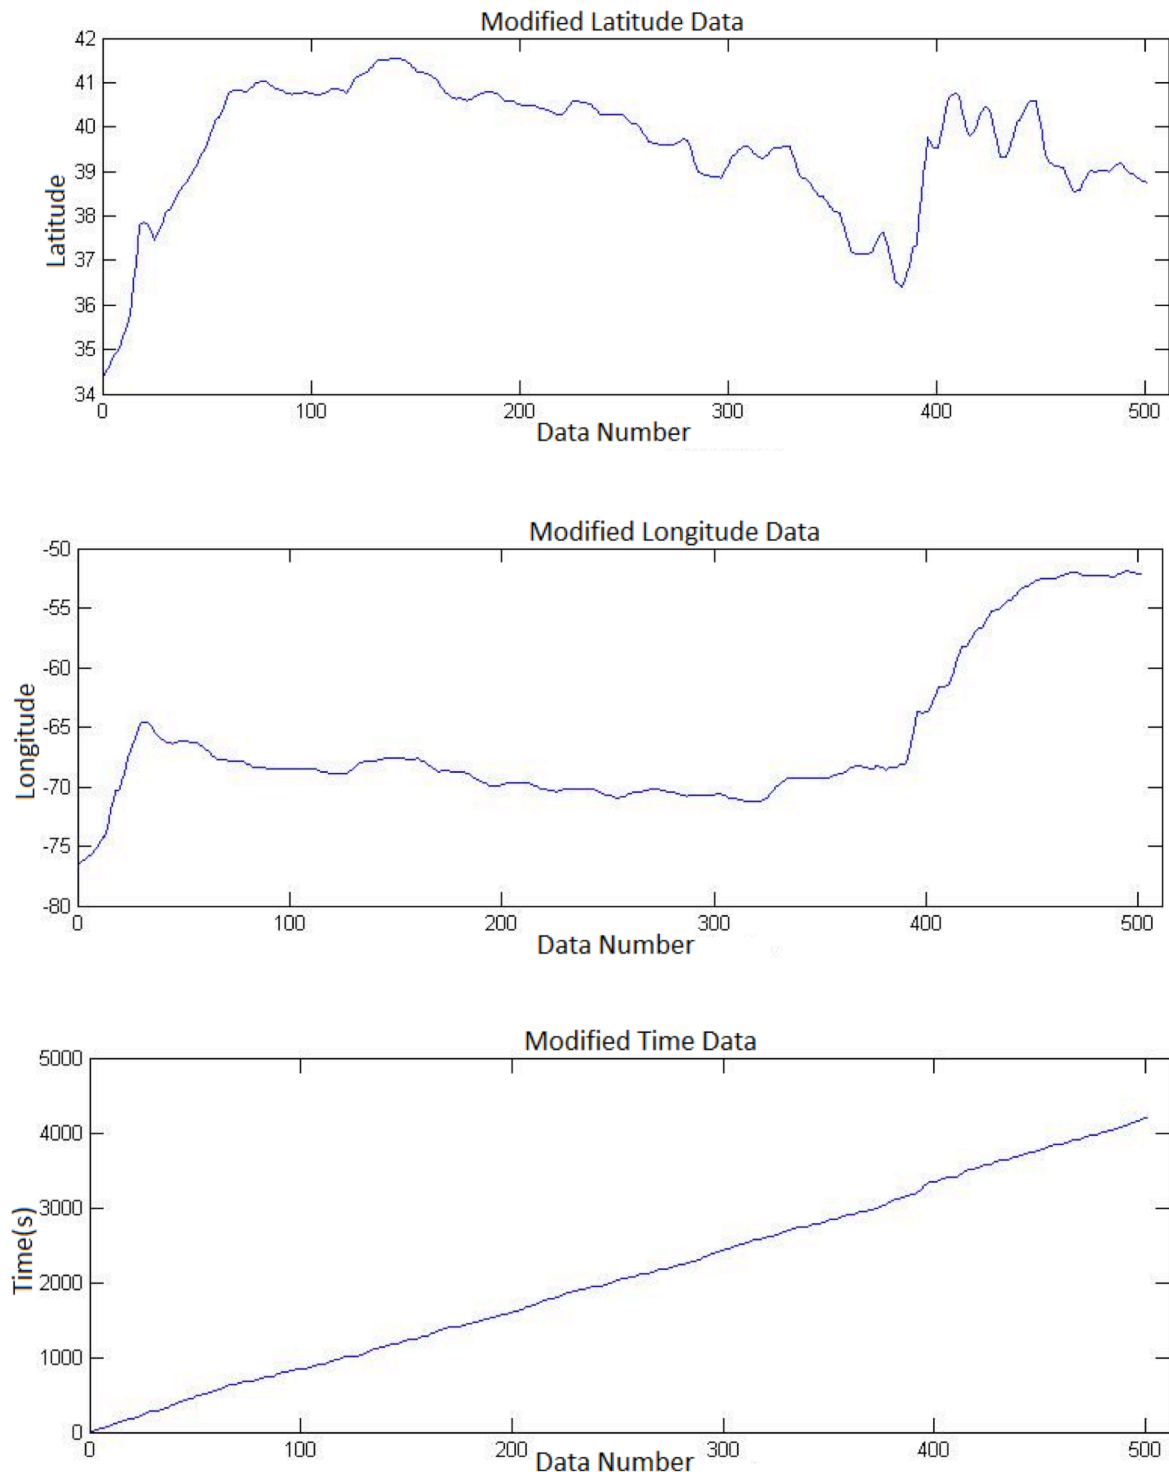 Modified Latitude Data
42
41
40
39
38
37
36
35
34
Latitude
0 100 200 300 400 500
Data Number
Modified Longitude Data
-50
-55
-60
-65
-70
-75
-80
Longitude
0 100 200 300 400 500
Data Number
Modified Time Data
5000
4000
3000
2000
1000
0
Time(s)
0 100 200 300 400 500
Data Number